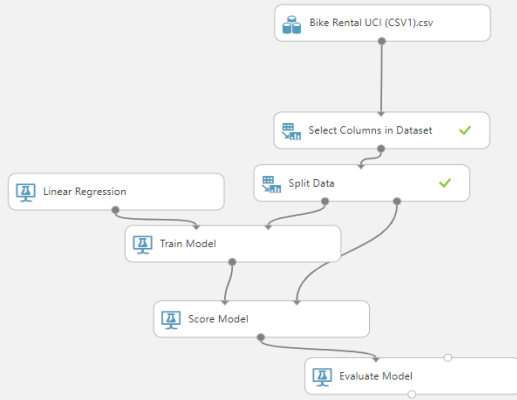 Bike Rental UCI (CSV1).csv
Select Columns in Dataset
Split Data
Linear Regression
Train Model
Score Model
Evaluate Model